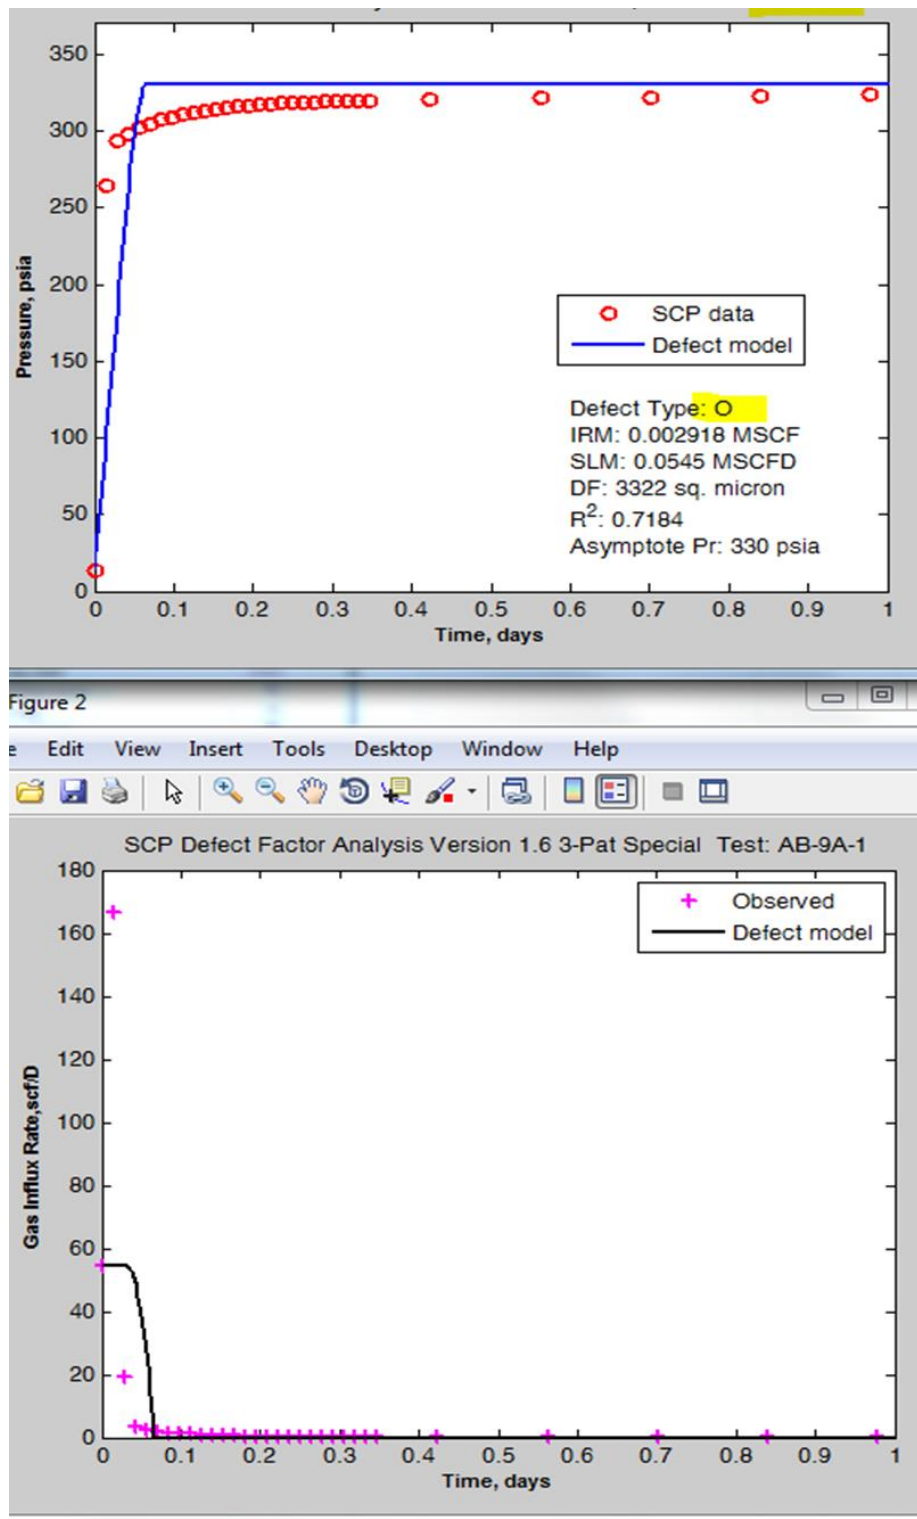 350
300
250
200
150
100
50
0
Pressure, psia
SCP data
Defect model
Defect Type: O
IRM: 0.002918 MSCF
SLM: 0.0545 MSCFD
DF: 3322 sq. micron
R2: 0.7184
Asymptote Pr: 330 psia
0 0.1 0.2 0.3 0.4 0.5 0.6 0.7 0.8 0.9 1
Time, days
Figure 2
e Edit View Insert Tools Desktop Window Help
SCP Defect Factor Analysis Version 1.6 3-Pat Special Test: AB-9A-1
180
160
140
120
100
80
60
40
20
0
Gas Influx Rate,scf/D
Observed
Defect model
0 0.1 0.2 0.3 0.4 0.5 0.6 0.7 0.8 0.9 1
Time, days